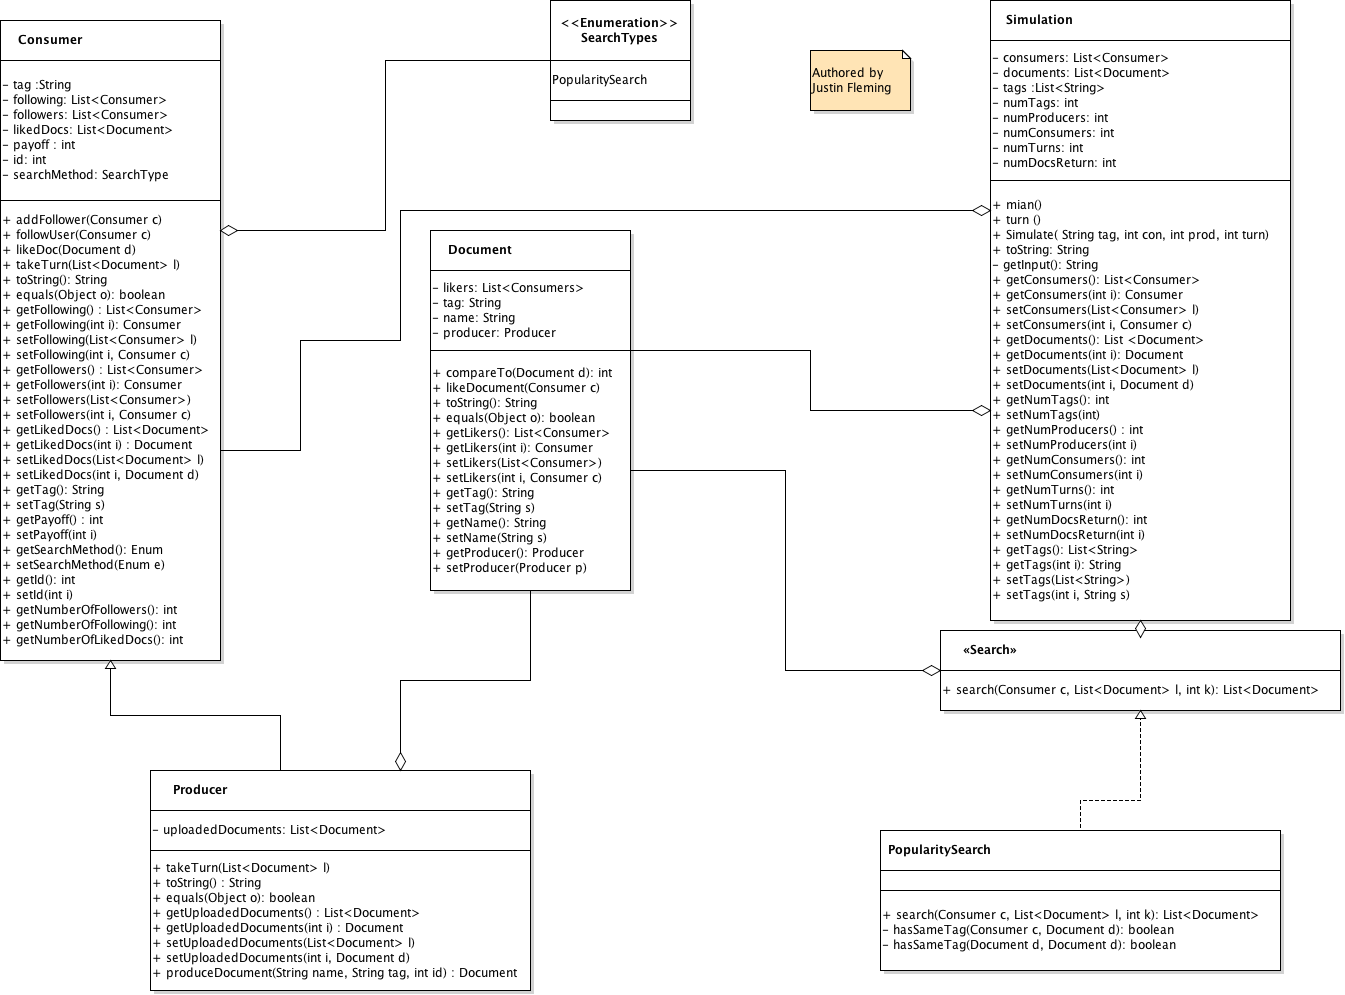 Consumer
- tag :String
- following: List<Consumer>
- followers: List<Consumer>
- likedDocs: List<Document>
- payoff : int
- id: int
- searchMethod: SearchType
+ addFollower(Consumer c)
+ followUser(Consumer c)
+ likeDoc(Document d)
+ takeTurn(List<Document> l)
+ toString(): String
+ equals(Object o): boolean
+ getFollowing() : List<Consumer>
+ getFollowing(int i): Consumer
+ setFollowing(List<Consumer> l)
+ setFollowing(int i, Consumer c)
+ getFollowers() : List<Consumer>
+ getFollowers(int i): Consumer
+ setFollowers(List<Consumer>)
+ setFollowers(int i, Consumer c)
+ getLikedDocs() : List<Document>
+ getLikedDocs(int i) : Document
+ setLikedDocs(List<Document> l)
+ setLikedDocs(int i, Document d)
+ getTag(): String
+ setTag(String s)
+ getPayoff() : int
+ setPayoff(int i)
+ getSearchMethod(): Enum
+ setSearchMethod(Enum e)
+ getId(): int
+ setId(int i)
+ getNumberOfFollowers(): int
+ getNumberOfFollowing(): int
+ getNumberOfLikedDocs(): int
<<Enumeration>>
SearchTypes
PopularitySearch
Authored by
Justin Fleming
Simulation
- consumers: List<Consumer>
- documents: List<Document>
- tags :List<String>
- numTags: int
- numProducers: int
- numConsumers: int
- numTurns: int
- numDocsReturn: int
+ mian()
+ turn ()
+ Simulate( String tag, int con, int prod, int turn)
+ toString: String
- getInput(): String
+ getConsumers(): List<Consumer>
+ getConsumers(int i): Consumer
+ setConsumers(List<Consumer> l)
+ setConsumers(int i, Consumer c)
+ getDocuments(): List <Document>
+ getDocuments(int i): Document
+ setDocuments(List<Document> l)
+ setDocuments(int i, Document d)
+ getNumTags(): int
+ setNumTags(int)
+ getNumProducers() : int
+ setNumProducers(int i)
+ getNumConsumers(): int
+ setNumConsumers(int i)
+ getNumTurns(): int
+ setNumTurns(int i)
+ getNumDocsReturn(): int
+ setNumDocsReturn(int i)
+ getTags(): List<String>
+ getTags(int i): String
+ setTags(List<String>)
+ setTags(int i, String s)
Document
- likers: List<Consumers>
- tag: String
- name: String
- producer: Producer
+ compareTo(Document d): int
+ likeDocument(Consumer c)
+ toString(): String
+ equals(Object o): boolean
+ getLikers(): List<Consumer>
+ getLikers(int i): Consumer
+ setLikers(List<Consumer>)
+ setLikers(int i, Consumer c)
+ getTag(): String
+ setTag(String s)
+ getName(): String
+ setName(String s)
+ getProducer(): Producer
+ setProducer(Producer p)
«Search»
+ search(Consumer c, List<Document> l, int k): List<Document>
Producer
- uploadedDocuments: List<Document>
+ takeTurn(List<Document> l)
+ toString() : String
+ equals(Object o): boolean
+ getUploadedDocuments() : List<Document>
+ getUploadedDocuments(int i) : Document
+ setUploadedDocuments(List<Document> l)
+ setUploadedDocuments(int i, Document d)
+ produceDocument(String name, String tag, int id) : Document
PopularitySearch
+ search(Consumer c, List<Document> l, int k): List<Document>
- hasSameTag(Consumer c, Document d): boolean
- hasSameTag(Document d, Document d): boolean